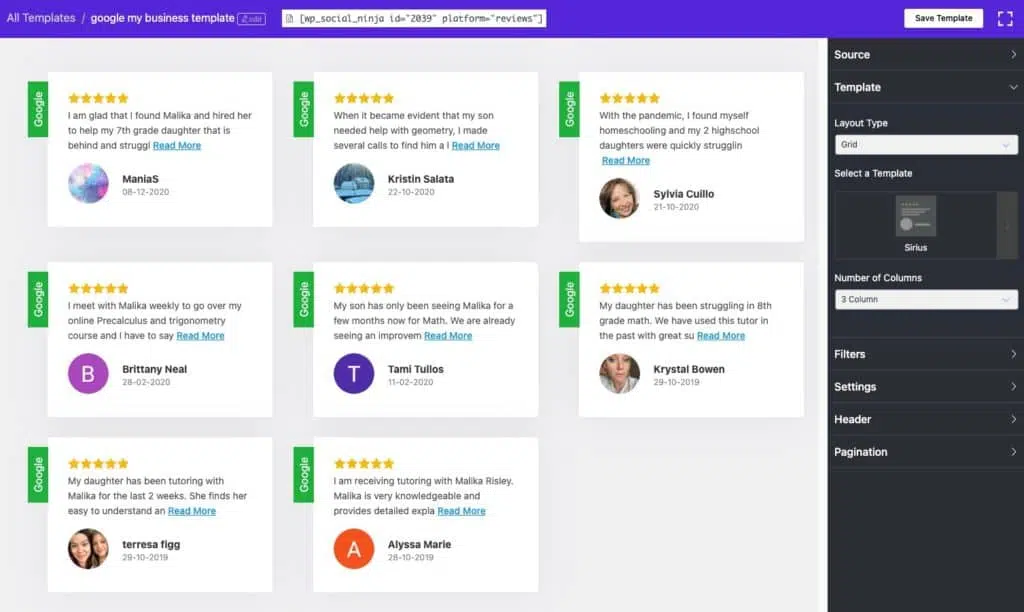 All Templates / google my business template edit
[wp_social_ninja id="2039" platform="reviews"]
Save Template
Google
I am glad that I found Malika and hired her
to help my 7th grade daughter that is
behind and struggl Read More
ManiaS
08-12-2020
Google
When it became evident that my son
needed help with geometry, I made
several calls to find him a l Read More
Kristin Salata
22-10-2020
Google
With the pandemic, I found myself
homeschooling and my 2 highschool
daughters were quickly strugglin
Read More
Sylvia Cuillo
21-10-2020
Google
I meet with Malika weekly to go over my
online Precalculus and trigonometry
course and I have to say Read More
B
Brittany Neal
28-02-2020
Google
My son has only been seeing Malika for a
few months now for Math. We are already
seeing an improvem Read More
T
Tami Tullos
11-02-2020
Google
My daughter has been struggling in 8th
grade math. We have used this tutor in
the past with great su Read More
Krystal Bowen
29-10-2019
Google
My daughter has been tutoring with
Malika for the last 2 weeks. She finds her
easy to understand an Read More
terresa figg
29-10-2019
Google
I am receiving tutoring with Malika Risley.
Malika is very knowledgeable and
provides detailed expla Read More
A
Alyssa Marie
28-10-2019
Source
Template
Layout Type
Grid
Select a Template
Sirius
Number of Columns
3 Column
Filters
Settings
Header
Pagination